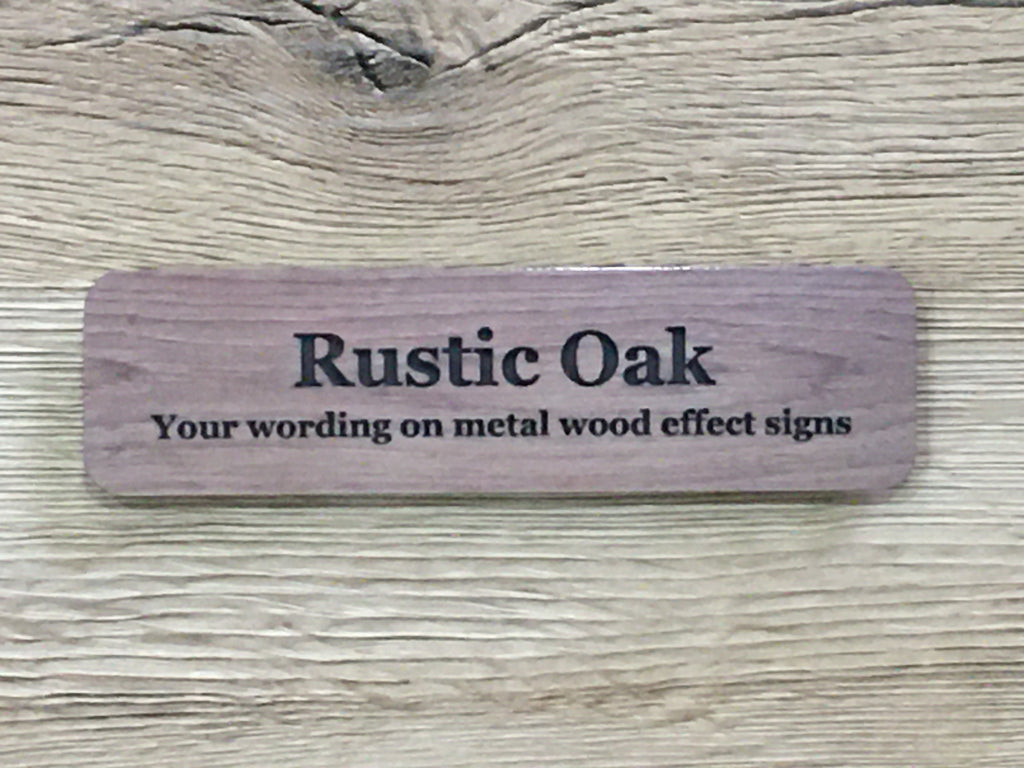 Rustic Oak
Your wording on metal wood effect signs